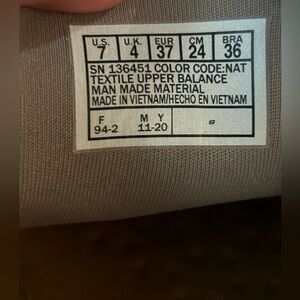 U.S. U.K. EUR CM BRA
7 4 37 24 36
SN 136451 COLOR CODE:NAT
TEXTILE UPPER BALANCE
MAN MADE MATERIAL
MADE IN VIETNAM/HECHO EN VIETNAM
F M Y
94-2 11-20